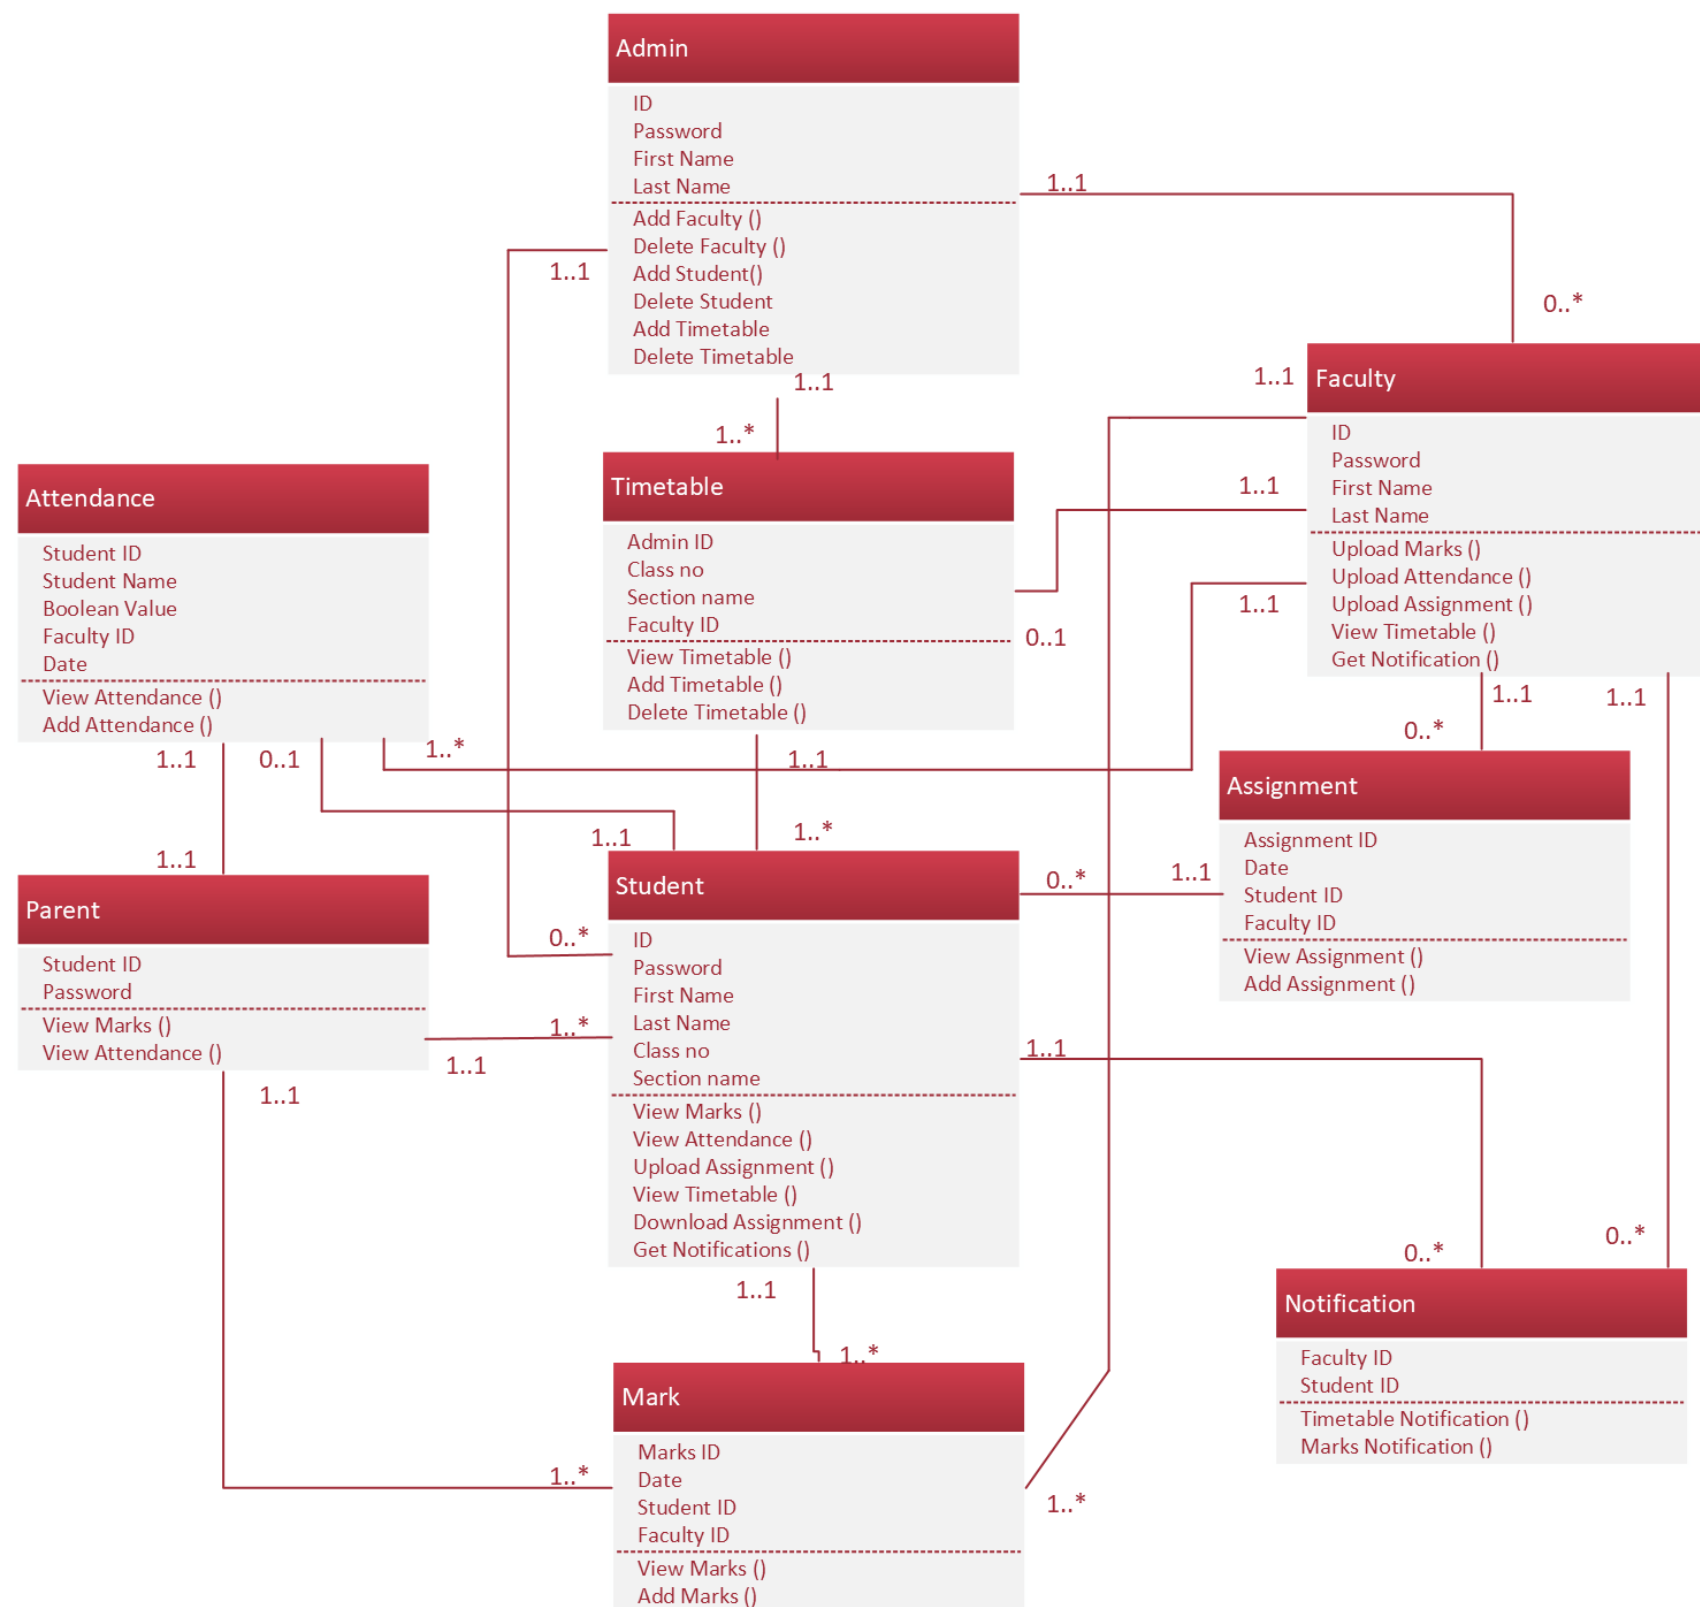 Admin
ID
Password
First Name
Last Name
Add Faculty ()
Delete Faculty ()
Add Student()
Delete Student
Add Timetable
Delete Timetable
1..1
0..*
1..1
1..1
1..*
Faculty
ID
Password
First Name
Last Name
Upload Marks ()
Upload Attendance ()
Upload Assignment ()
View Timetable ()
Get Notification ()
1..1
1..1
1..1
1..1
1..1
0..*
Timetable
Admin ID
Class no
Section name
Faculty ID
View Timetable ()
Add Timetable ()
Delete Timetable ()
0..1
1..1
1..*
Attendance
Student ID
Student Name
Boolean Value
Faculty ID
Date
View Attendance ()
Add Attendance ()
1..1
0..1
1..*
1..1
1..1
Assignment
Assignment ID
Date
Student ID
Faculty ID
View Assignment ()
Add Assignment ()
0..*
1..1
Parent
Student ID
Password
View Marks ()
View Attendance ()
1..1
1..1
Student
ID
Password
First Name
Last Name
Class no
Section name
View Marks ()
View Attendance ()
Upload Assignment ()
View Timetable ()
Download Assignment ()
Get Notifications ()
0..*
1..*
1..1
1..1
1..*
0..*
0..*
Notification
Faculty ID
Student ID
Timetable Notification ()
Marks Notification ()
Mark
Marks ID
Date
Student ID
Faculty ID
View Marks ()
Add Marks ()
1..*
1..*